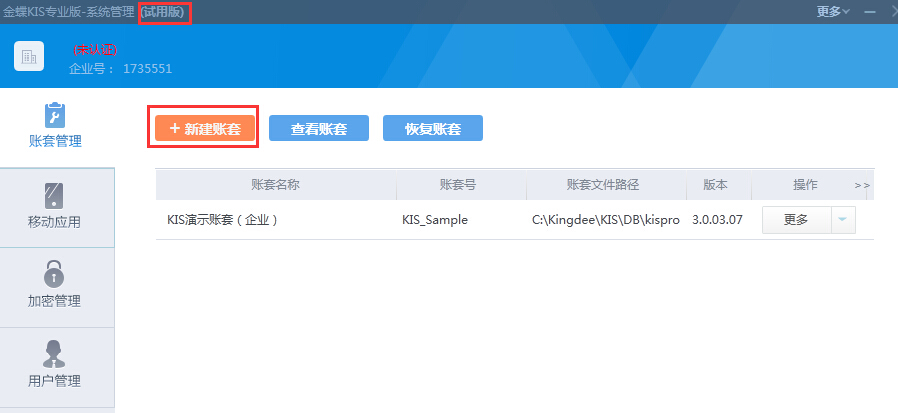 金蝶KIS专业版-系统管理 (试用版) 更多
(未认证)
企业号： 1735551
账套管理
移动应用
加密管理
用户管理
+ 新建账套 查看账套 恢复账套
账套名称 账套号 账套文件路径 版本 操作 >>
KIS演示账套（企业） KIS_Sample C:\Kingdee\KIS\DB\kispro 3.0.03.07 更多